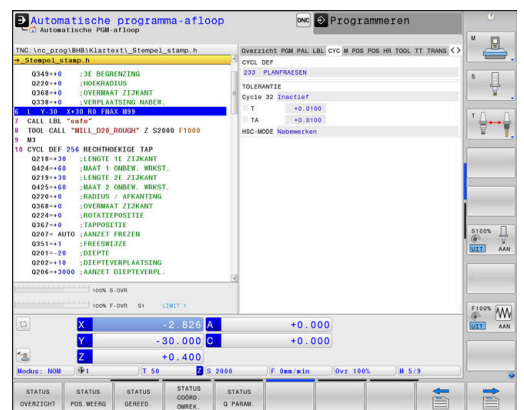 Automatische programma-afloop
Automatische PGM-afloop
DNC
Programmeren
TNC:\nc_prog\BHB\Klartext\_Stempel_stamp.h
→_Stempel_stamp.h
Q349=+0 ;3E BEGRENZING
Q220=+0 ;HOEKRADIUS
Q368=+0 ;OVERMAAT ZIJKANT
Q338=+0 ;VERPLAATSING NABEW.
6 L Y-30 X+30 R0 FMAX M99
7 CALL LBL "safe"
8 TOOL CALL "MILL_D20_ROUGH" Z S2000 F1000
9 M3
10 CYCL DEF 256 RECHTHOEKIGE TAP
Q218=+30 ;LENGTE 1E ZIJKANT
Q424=+60 ;MAAT 1 ONBEW. WRKST.
Q219=+30 ;LENGTE 2E ZIJKANT
Q425=+60 ;MAAT 2 ONBEW. WRKST.
Q220=+0 ;RADIUS / AFKANTING
Q368=+0 ;OVERMAAT ZIJKANT
Q224=+0 ;ROTATIEPOSITIE
Q367=+0 ;TAPPOSITIE
Q207= AUTO ;AANZET FREZEN
Q351=+1 ;FREESWIJZE
Q201=-20 ;DIEPTE
Q202=+10 ;DIEPTEVERPLAATSING
Q206=+3000 ;AANZET DIEPTEVERPL.
Overzicht PGM PAL LBL CYC M POS POS HR TOOL TT TRANS
CYCL DEF
233 PLANFRAESEN
TOLERANTIE
Cycle 32 Inactief
T +0.0100
TA +0.0100
HSC-MODE Nabewerken
100% S-OVR
100% F-OVR S1 LIMIT 1
X -2.826 A +0.000
Y -30.000 C +0.000
Z +0.400
Modus: NOM 1 T 50 Z S 2000 F 0mm/min Ovr 100% M 5/9
STATUS OVERZICHT
STATUS POS.WEERG
STATUS GEREED.
STATUS COÖRD. OMREK.
STATUS Q PARAM.
M
S
T
S100%
UIT AAN
F100%
UIT AAN